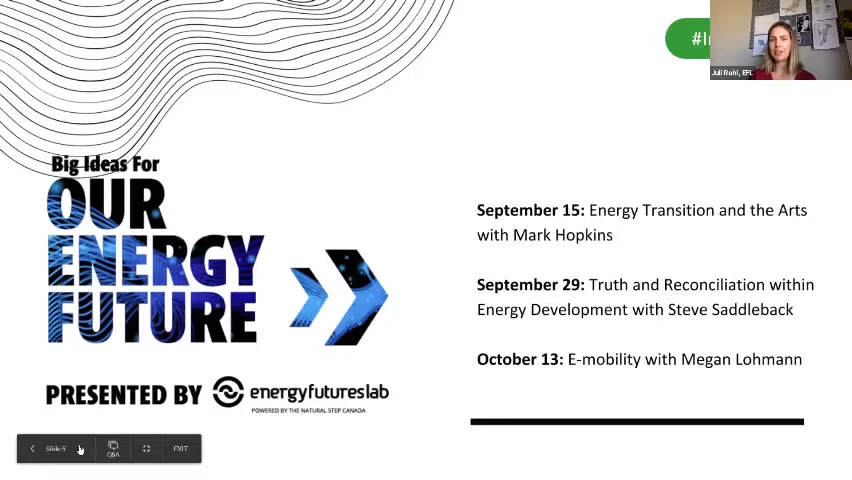 #I
Juli Rohl, EFL
Big Ideas For
OUR
ENERGY
FUTURE
PRESENTED BY energyfutureslab
POWERED BY THE NATURAL STEP CANADA
September 15: Energy Transition and the Arts
with Mark Hopkins
September 29: Truth and Reconciliation within
Energy Development with Steve Saddleback
October 13: E-mobility with Megan Lohmann
Slide 5
Q&A
EXIT